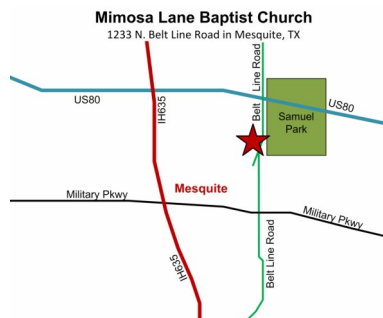 Mimosa Lane Baptist Church
1233 N. Belt Line Road in Mesquite, TX
Belt Line Road
US80
IH635
US80
Samuel
Park
Mesquite
Military Pkwy
Military Pkwy
IH635
Belt Line Road